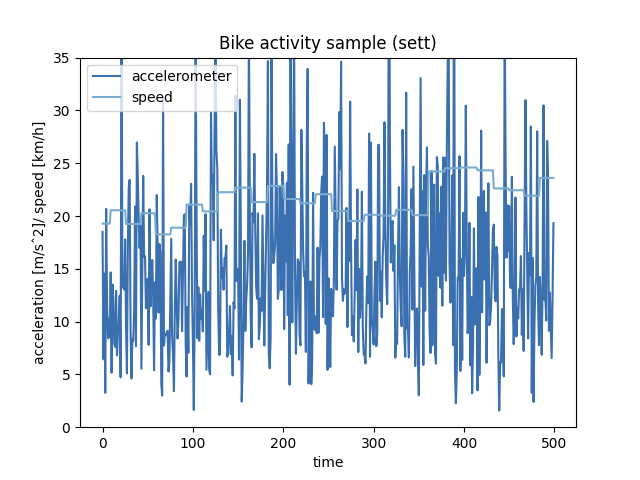 Bike activity sample (sett)
accelerometer
speed
35
30
25
20
15
10
5
0
acceleration [m/s^2]/ speed [km/h]
0 100 200 300 400 500
time